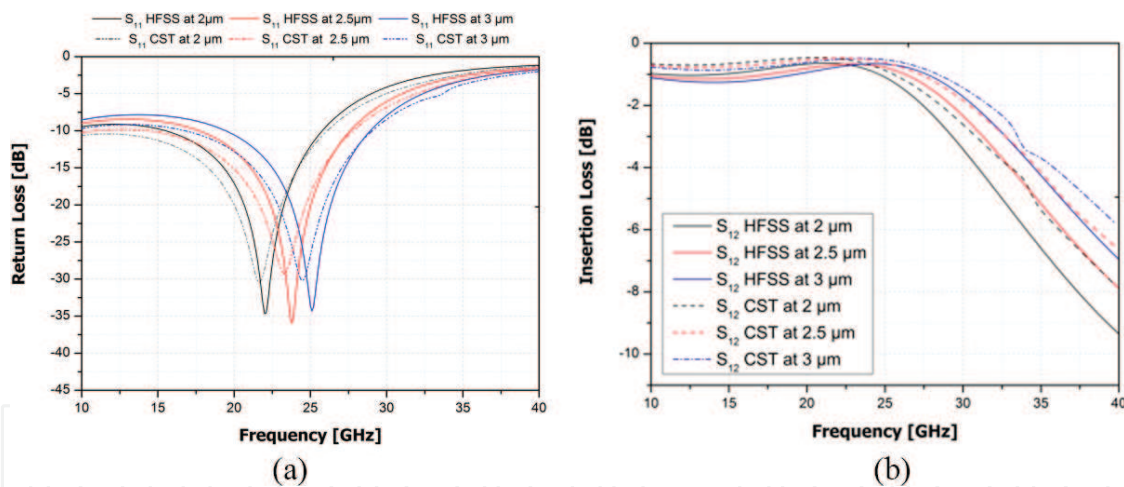 S11 HFSS at 2μm S11 HFSS at 2.5μm S11 HFSS at 3 μm
S11 CST at 2 μm S11 CST at 2.5 μm S11 CST at 3 μm
0
-5
-10
-15
-20
-25
-30
-35
-40
-45
Return Loss [dB]
10 15 20 25 30 35 40
Frequency [GHz]
(a)
0
-2
-4
-6
-8
-10
Insertion Loss [dB]
S12 HFSS at 2 μm
S12 HFSS at 2.5 μm
S12 HFSS at 3 μm
S12 CST at 2 μm
S12 CST at 2.5 μm
S12 CST at 3 μm
10 15 20 25 30 35 40
Frequency [GHz]
(b)